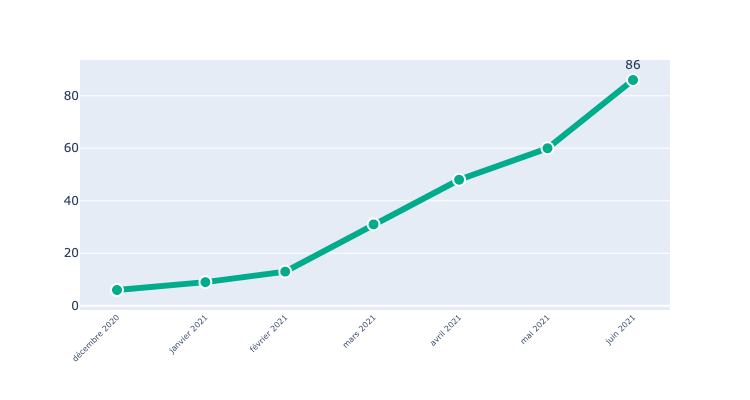 86
80
60
40
20
0
décembre 2020
janvier 2021
février 2021
mars 2021
avril 2021
mai 2021
juin 2021